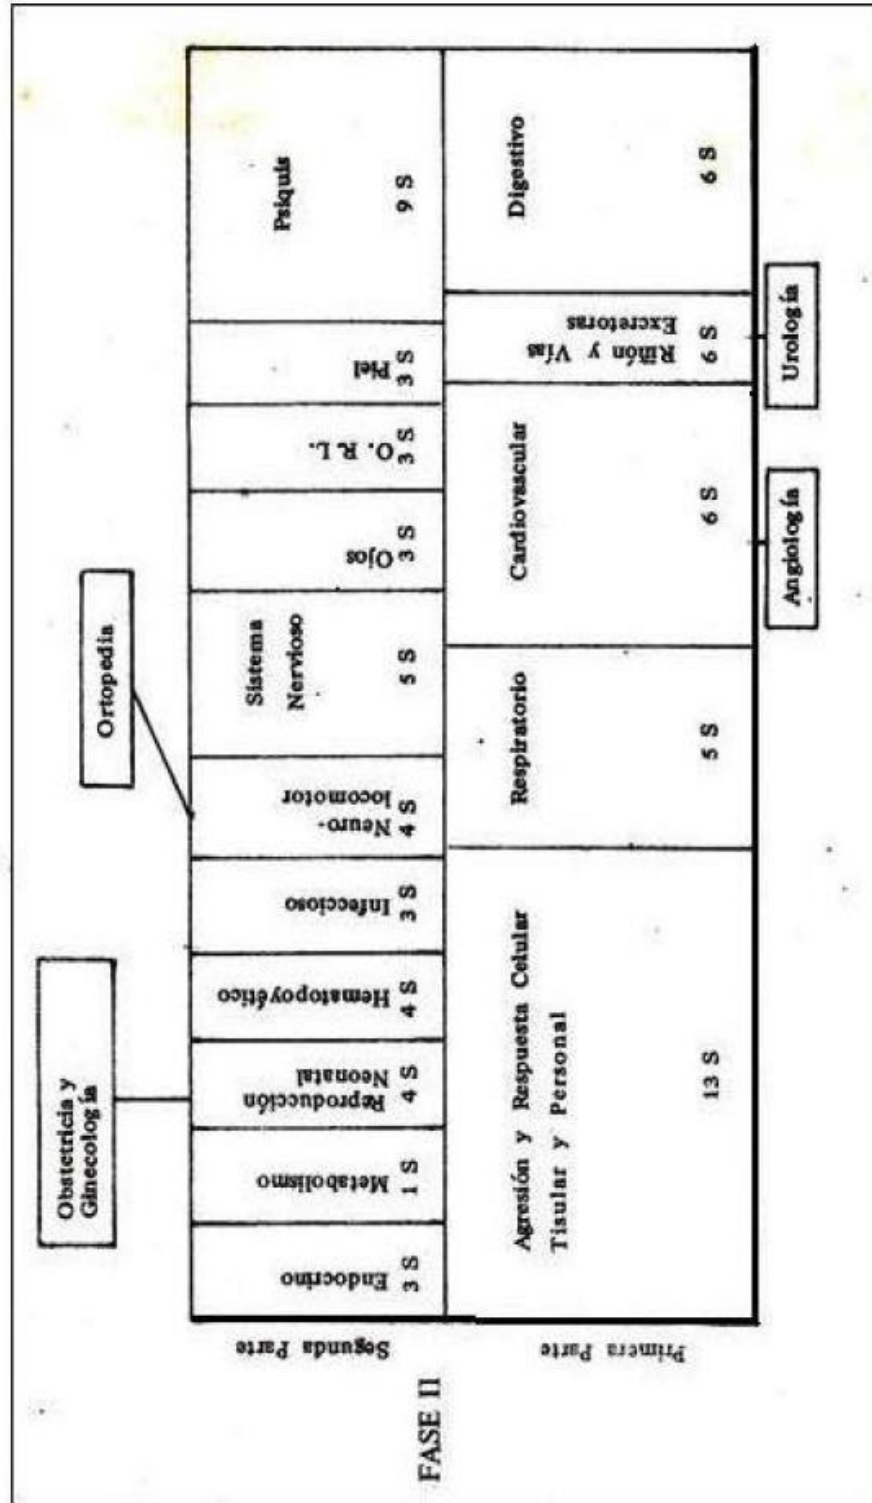 Obstetricia y
Ginecología
Ortopedia
FASE II
Segunda Parte
Endocrino
3 S
Metabolismo
1 S
Reproducción
Neonatal
4 S
Hematopoyético
4 S
Infeccioso
3 S
Neuro-
locomotor
4 S
Sistema
Nervioso
5 S
Ojos
3 S
O. R. L.
3 S
Piel
3 S
Psiquis
9 S
Primera Parte
Agresión y Respuesta Celular
Tisular y Personal
13 S
Respiratorio
5 S
Cardiovascular
6 S
Riñón y Vías
Excretoras
6 S
Digestivo
6 S
Angiología
Urología